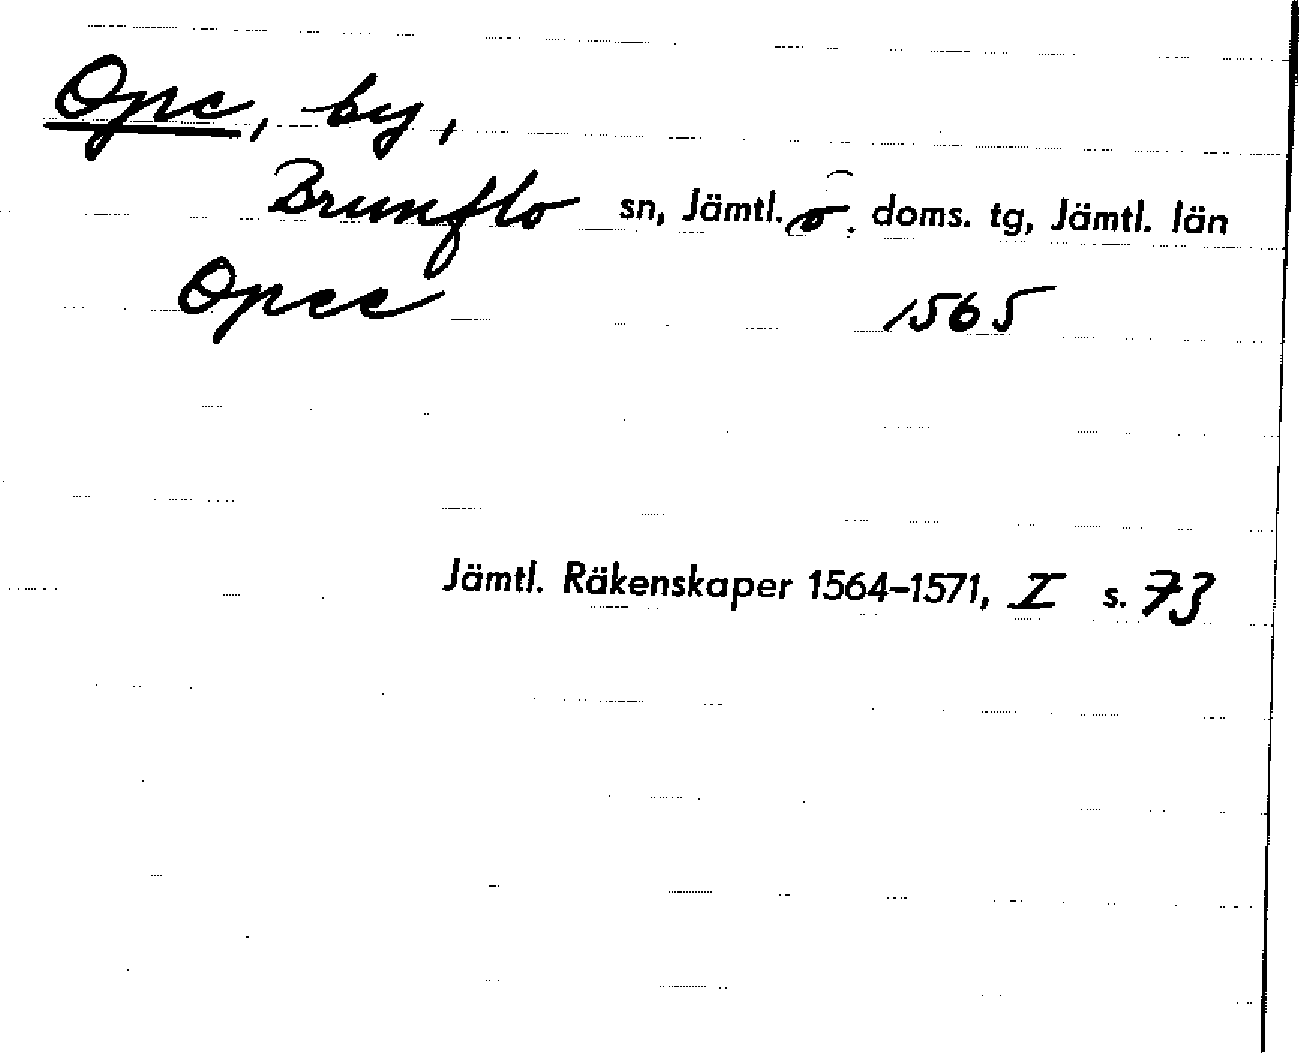 Ope, by,
Brunflo sn, Jämtl. ö. doms. tg, Jämtl. län
Opee 1565
Jämtl. Räkenskaper 1564–1571, I s. 73